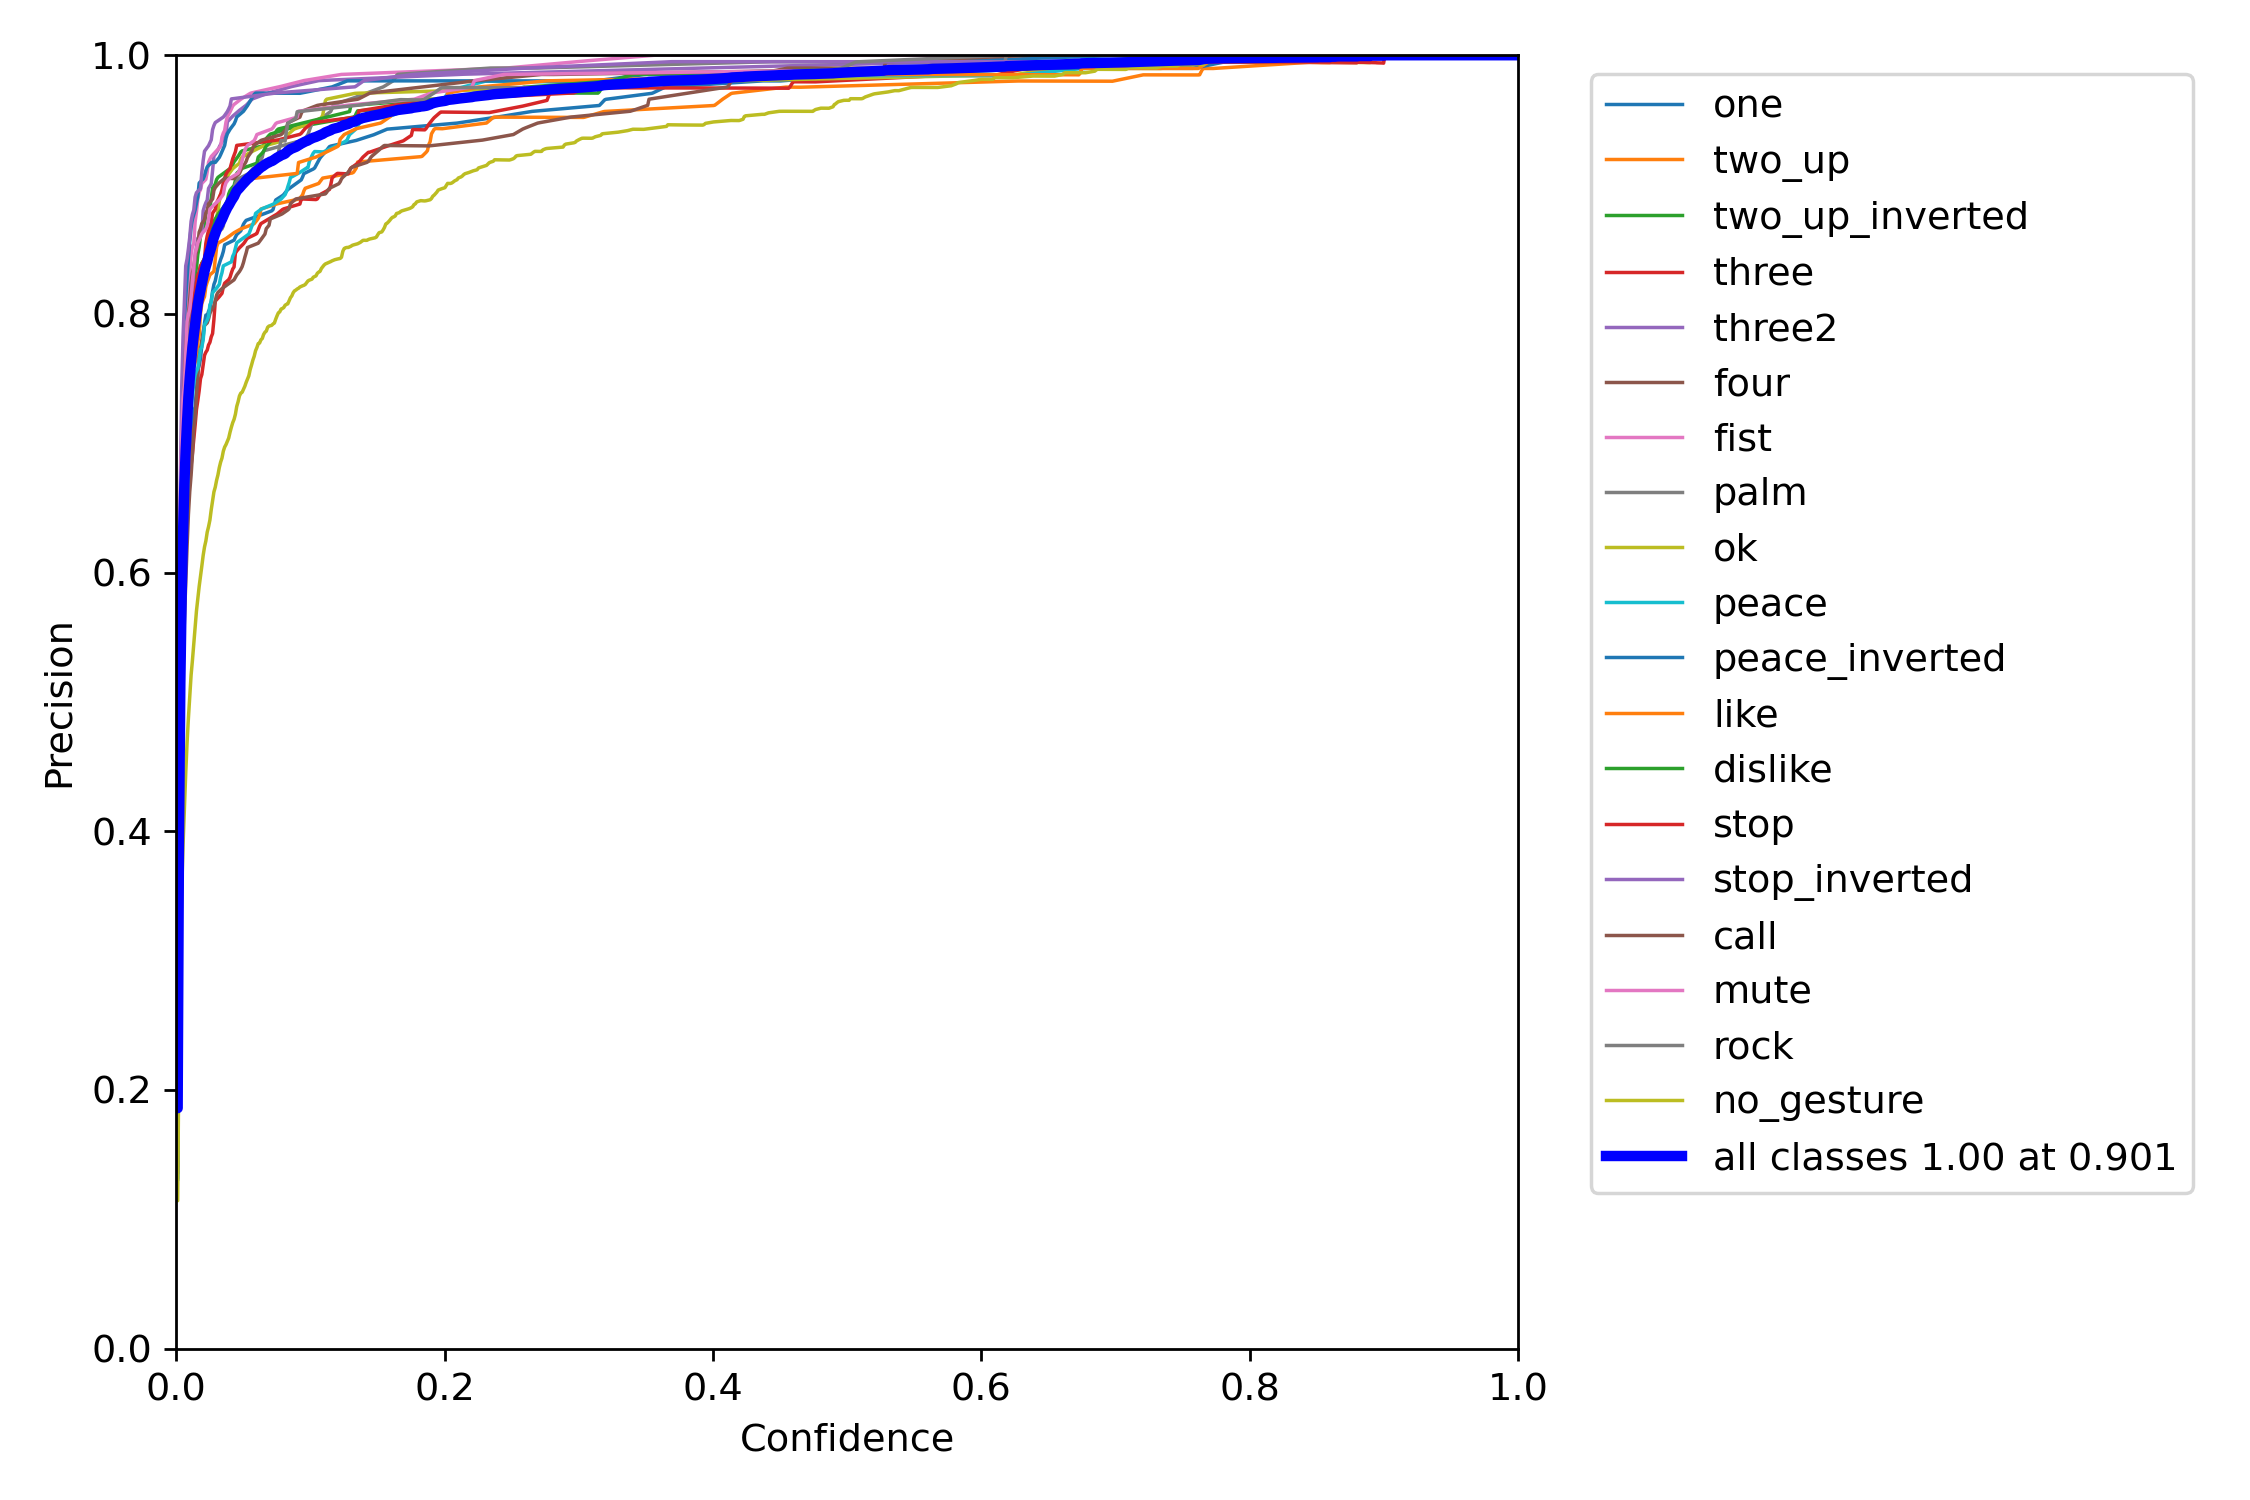 1.0
0.8
0.6
0.4
0.2
0.0
Precision
0.0 0.2 0.4 0.6 0.8 1.0
Confidence
one
two_up
two_up_inverted
three
three2
four
fist
palm
ok
peace
peace_inverted
like
dislike
stop
stop_inverted
call
mute
rock
no_gesture
all classes 1.00 at 0.901